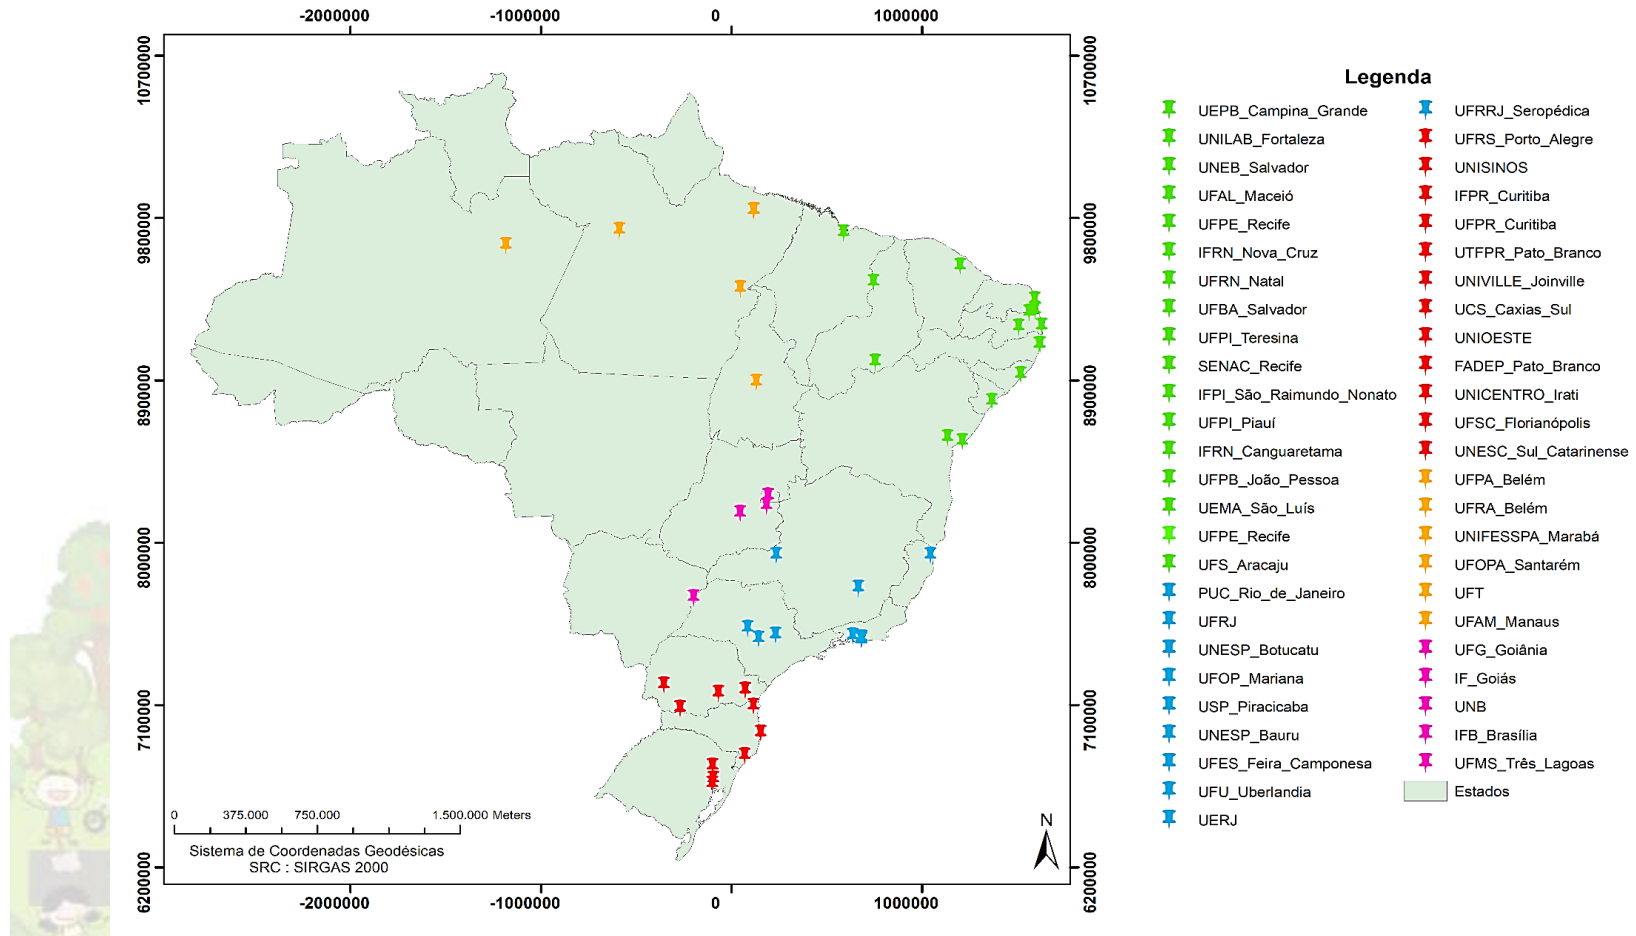 -2000000 -1000000 0 1000000
10700000 10700000
9800000 9800000
8900000 8900000
8000000 8000000
7100000 7100000
6200000 6200000
0 375.000 750.000 1.500.000 Meters
Sistema de Coordenadas Geodésicas
SRC : SIRGAS 2000
N
-2000000 -1000000 0 1000000
Legenda
UEPB_Campina_Grande
UNILAB_Fortaleza
UNEB_Salvador
UFAL_Maceió
UFPE_Recife
IFRN_Nova_Cruz
UFRN_Natal
UFBA_Salvador
UFPI_Teresina
SENAC_Recife
IFPI_São_Raimundo_Nonato
UFPI_Piauí
IFRN_Canguaretama
UFPB_João_Pessoa
UEMA_São_Luís
UFPE_Recife
UFS_Aracaju
PUC_Rio_de_Janeiro
UFRJ
UNESP_Botucatu
UFOP_Mariana
USP_Piracicaba
UNESP_Bauru
UFES_Feira_Camponesa
UFU_Uberlandia
UERJ
UFRRJ_Seropédica
UFRS_Porto_Alegre
UNISINOS
IFPR_Curitiba
UFPR_Curitiba
UTFPR_Pato_Branco
UNIVILLE_Joinville
UCS_Caxias_Sul
UNIOESTE
FADEP_Pato_Branco
UNICENTRO_Irati
UFSC_Florianópolis
UNESC_Sul_Catarinense
UFPA_Belém
UFRA_Belém
UNIFESSPA_Marabá
UFOPA_Santarém
UFT
UFAM_Manaus
UFG_Goiânia
IF_Goiás
UNB
IFB_Brasília
UFMS_Três_Lagoas
Estados